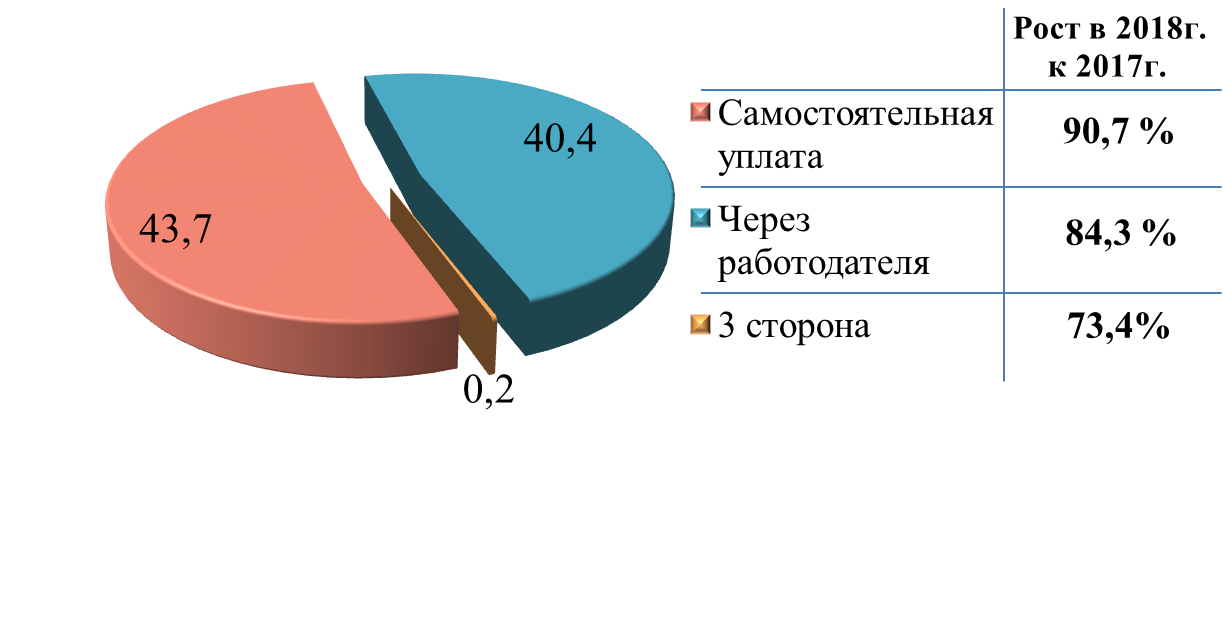 43,7
40,4
0,2
Рост в 2018г.
к 2017г.
Самостоятельная
уплата
90,7 %
Через
работодателя
84,3 %
3 сторона
73,4%